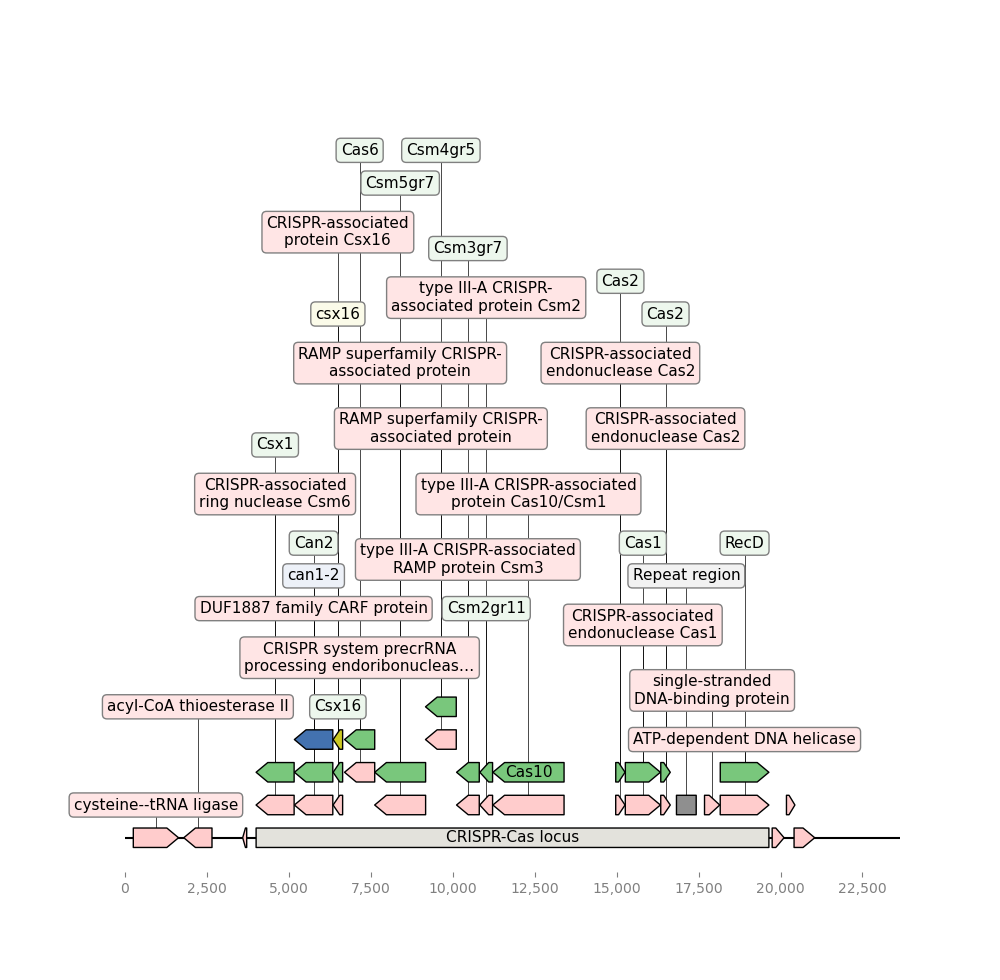 Cas6
Csm4gr5
Csm5gr7
CRISPR-associated
protein Csx16
Csm3gr7
Cas2
type III-A CRISPR-
associated protein Csm2
csx16
Cas2
RAMP superfamily CRISPR-
associated protein
CRISPR-associated
endonuclease Cas2
RAMP superfamily CRISPR-
associated protein
CRISPR-associated
endonuclease Cas2
Csx1
CRISPR-associated
ring nuclease Csm6
type III-A CRISPR-associated
protein Cas10/Csm1
Can2
Cas1
RecD
type III-A CRISPR-associated
RAMP protein Csm3
can1-2
Repeat region
DUF1887 family CARF protein
Csm2gr11
CRISPR-associated
endonuclease Cas1
CRISPR system precrRNA
processing endoribonucleas...
single-stranded
DNA-binding protein
acyl-CoA thioesterase II
Csx16
ATP-dependent DNA helicase
Cas10
cysteine--tRNA ligase
CRISPR-Cas locus
0
2,500
5,000
7,500
10,000
12,500
15,000
17,500
20,000
22,500